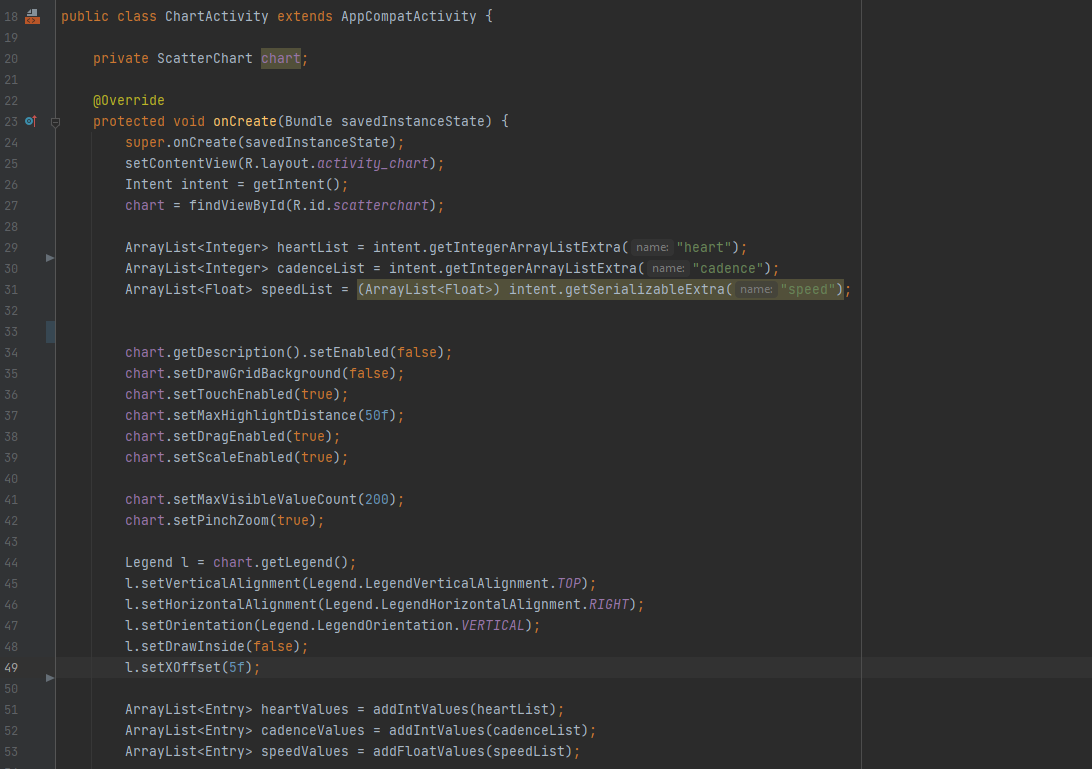 18 public class ChartActivity extends AppCompatActivity {
19
20     private ScatterChart chart;
21
22     @Override
23     protected void onCreate(Bundle savedInstanceState) {
24         super.onCreate(savedInstanceState);
25         setContentView(R.layout.activity_chart);
26         Intent intent = getIntent();
27         chart = findViewById(R.id.scatterchart);
28
29         ArrayList<Integer> heartList = intent.getIntegerArrayListExtra( name: "heart");
30         ArrayList<Integer> cadenceList = intent.getIntegerArrayListExtra( name: "cadence");
31         ArrayList<Float> speedList = (ArrayList<Float>) intent.getSerializableExtra( name: "speed");
32
33
34         chart.getDescription().setEnabled(false);
35         chart.setDrawGridBackground(false);
36         chart.setTouchEnabled(true);
37         chart.setMaxHighlightDistance(50f);
38         chart.setDragEnabled(true);
39         chart.setScaleEnabled(true);
40
41         chart.setMaxVisibleValueCount(200);
42         chart.setPinchZoom(true);
43
44         Legend l = chart.getLegend();
45         l.setVerticalAlignment(Legend.LegendVerticalAlignment.TOP);
46         l.setHorizontalAlignment(Legend.LegendHorizontalAlignment.RIGHT);
47         l.setOrientation(Legend.LegendOrientation.VERTICAL);
48         l.setDrawInside(false);
49         l.setXOffset(5f);
50
51         ArrayList<Entry> heartValues = addIntValues(heartList);
52         ArrayList<Entry> cadenceValues = addIntValues(cadenceList);
53         ArrayList<Entry> speedValues = addFloatValues(speedList);